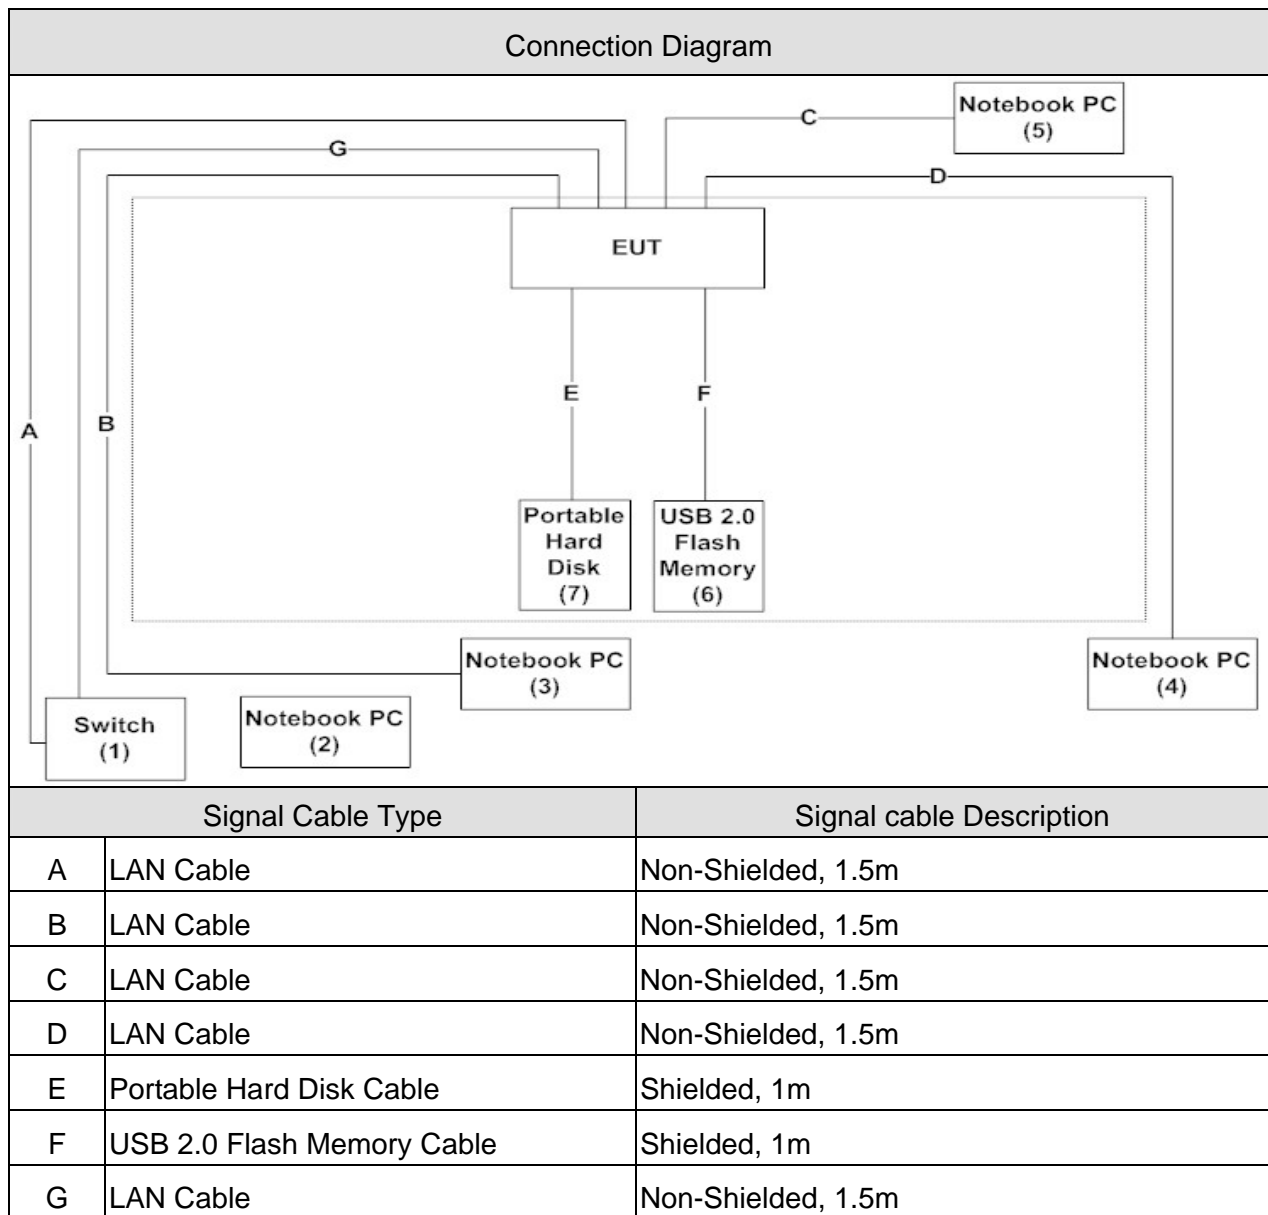 Connection Diagram
Notebook PC
(5)
C
G
D
EUT
A
B
E
F
Portable
Hard
Disk
(7)
USB 2.0
Flash
Memory
(6)
Notebook PC
(3)
Notebook PC
(4)
Switch
(1)
Notebook PC
(2)
Signal Cable Type Signal cable Description
A LAN Cable Non-Shielded, 1.5m
B LAN Cable Non-Shielded, 1.5m
C LAN Cable Non-Shielded, 1.5m
D LAN Cable Non-Shielded, 1.5m
E Portable Hard Disk Cable Shielded, 1m
F USB 2.0 Flash Memory Cable Shielded, 1m
G LAN Cable Non-Shielded, 1.5m